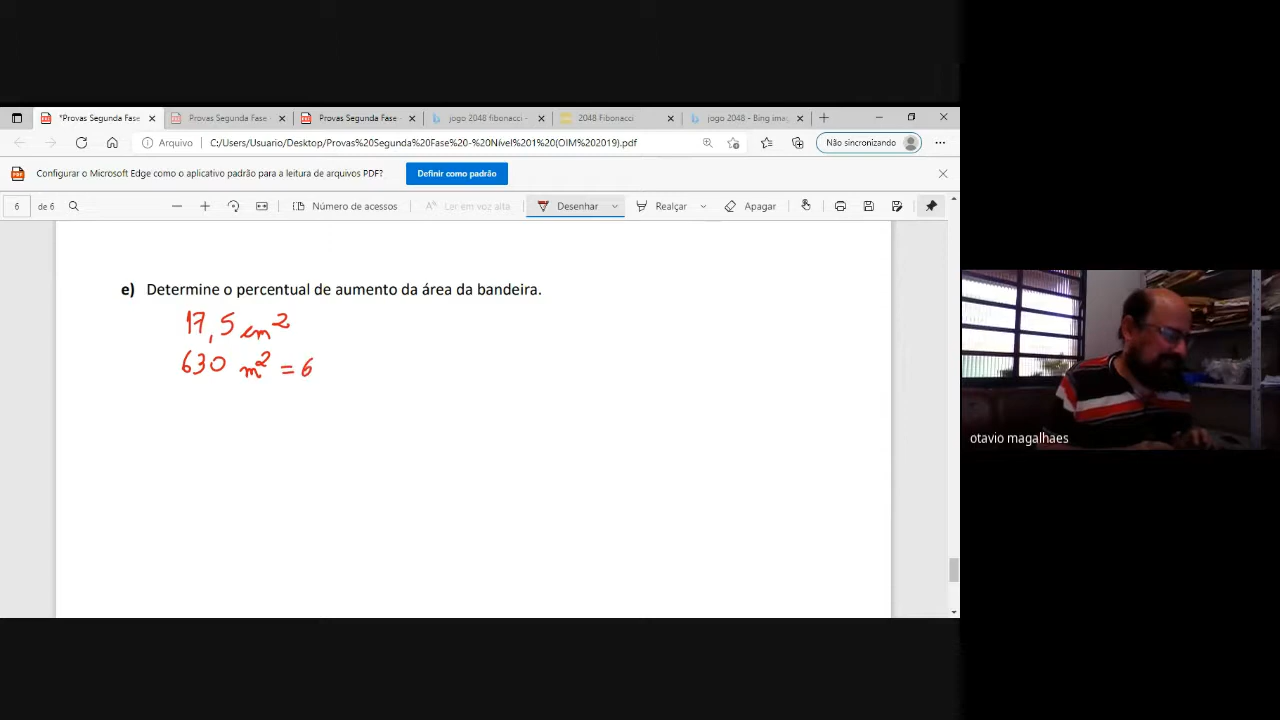 *Provas Segunda Fase
Provas Segunda Fase
Provas Segunda Fase -
jogo 2048 fibonacci -
2048 Fibonacci
jogo 2048 - Bing ima
Arquivo
C:/Users/Usuario/Desktop/Provas%20Segunda%20Fase%20-%20Nível%201%20(OIM%202019).pdf
Não sincronizando
Configurar o Microsoft Edge como o aplicativo padrão para a leitura de arquivos PDF?
Definir como padrão
6 de 6
Número de acessos
Ler em voz alta
Desenhar
Realçar
Apagar
e) Determine o percentual de aumento da área da bandeira.
17,5 cm²
630 m² = 6
otavio magalhaes